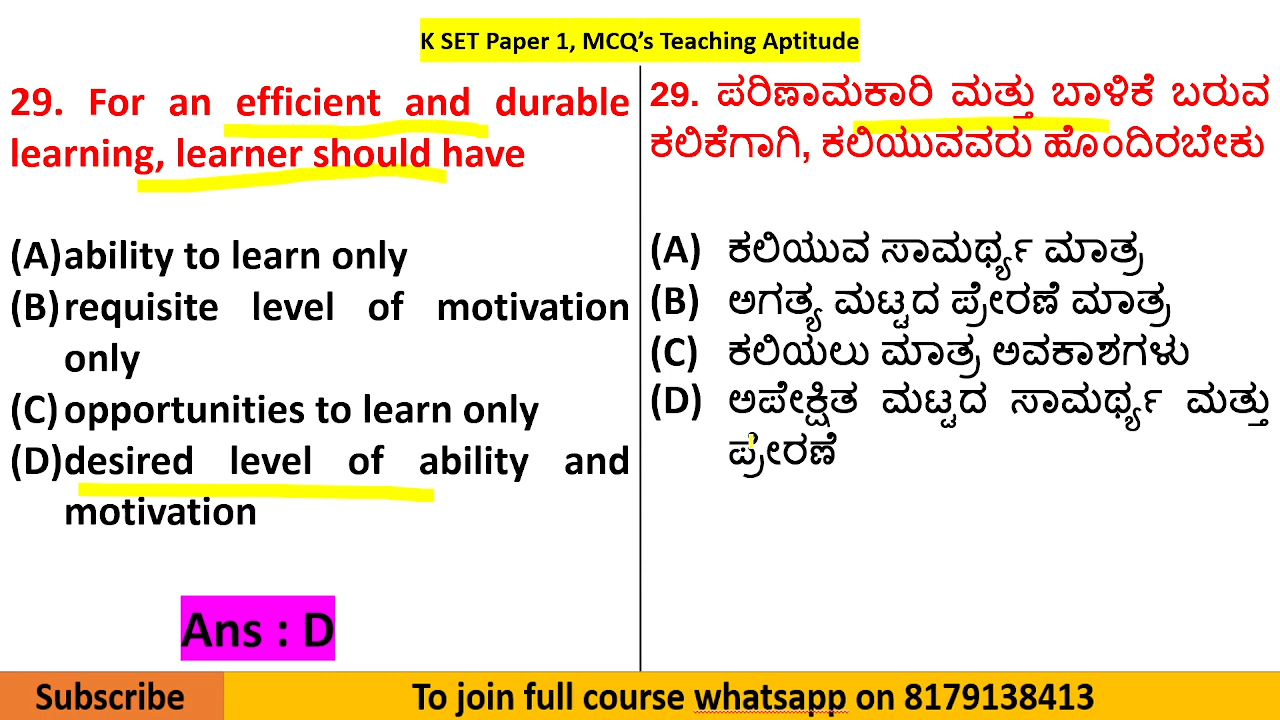 K SET Paper 1, MCQ's Teaching Aptitude
29. For an efficient and durable
learning, learner should have
(A) ability to learn only
(B) requisite level of motivation
only
(C) opportunities to learn only
(D) desired level of ability and
motivation
Ans : D
29. ಪರಿಣಾಮಕಾರಿ ಮತ್ತು ಬಾಳಿಕೆ ಬರುವ
ಕಲಿಕೆಗಾಗಿ, ಕಲಿಯುವವರು ಹೊಂದಿರಬೇಕು
(A) ಕಲಿಯುವ ಸಾಮರ್ಥ್ಯ ಮಾತ್ರ
(B) ಅಗತ್ಯ ಮಟ್ಟದ ಪ್ರೇರಣೆ ಮಾತ್ರ
(C) ಕಲಿಯಲು ಮಾತ್ರ ಅವಕಾಶಗಳು
(D) ಅಪೇಕ್ಷಿತ ಮಟ್ಟದ ಸಾಮರ್ಥ್ಯ ಮತ್ತು
ಪ್ರೇರಣೆ
Subscribe
To join full course whatsapp on 8179138413